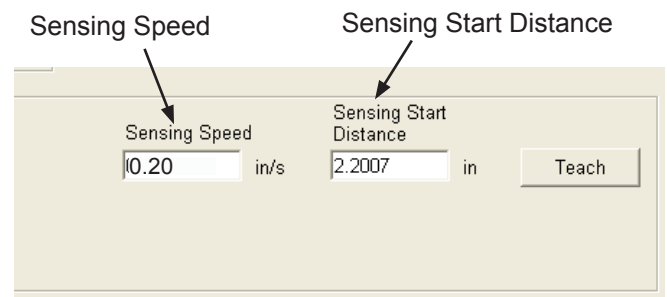 Sensing Speed Sensing Start Distance
Sensing Start
Sensing Speed Distance
0.20 in/s 2.2007 in Teach